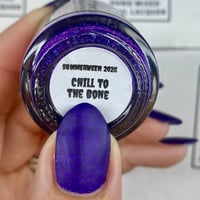 SUMMERWEEN 2025
CHILL TO
THE BONE